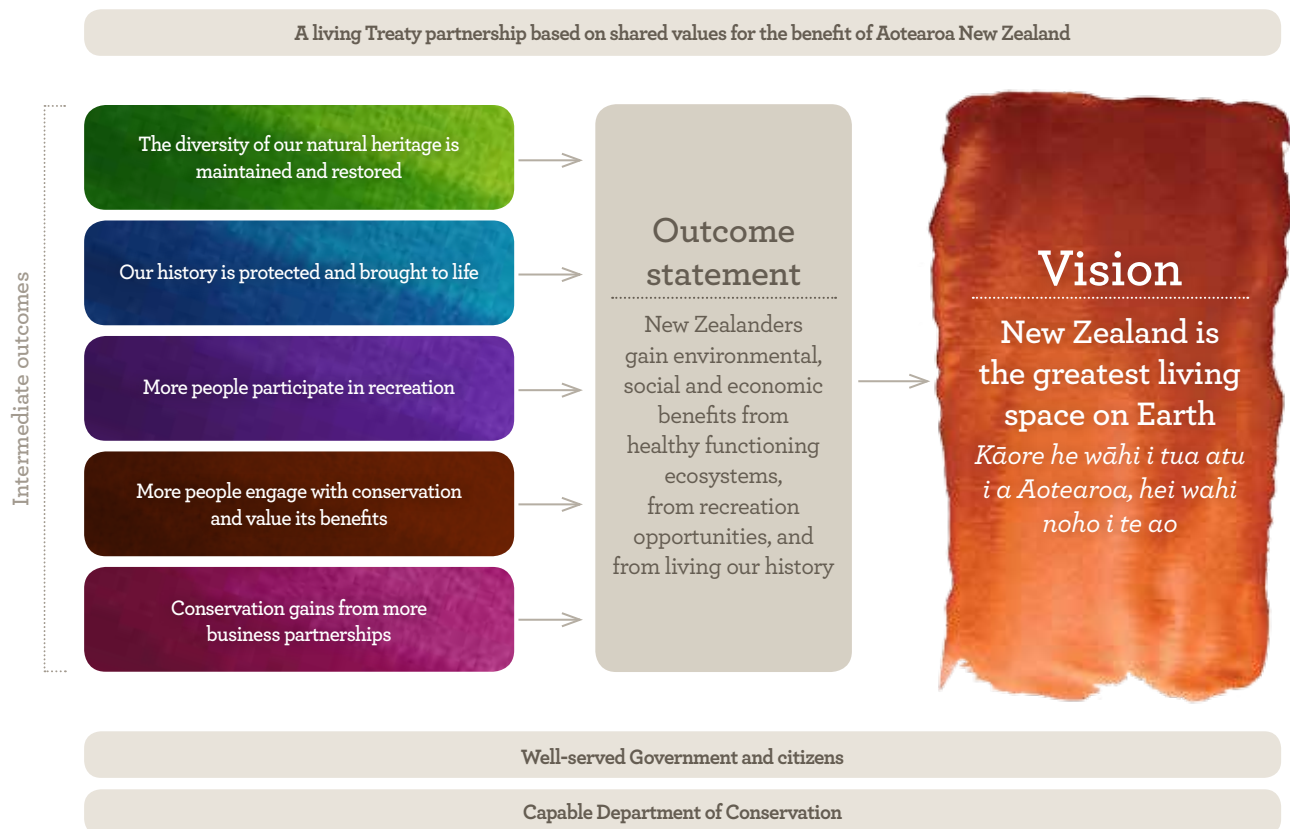 A living Treaty partnership based on shared values for the benefit of Aotearoa New Zealand
Intermediate outcomes
The diversity of our natural heritage is
maintained and restored
Our history is protected and brought to life
More people participate in recreation
More people engage with conservation
and value its benefits
Conservation gains from more
business partnerships
Outcome
statement
New Zealanders
gain environmental,
social and economic
benefits from
healthy functioning
ecosystems,
from recreation
opportunities, and
from living our history
Vision
New Zealand is
the greatest living
space on Earth
Kāore he wāhi i tua atu
i a Aotearoa, hei wahi
noho i te ao
Well-served Government and citizens
Capable Department of Conservation